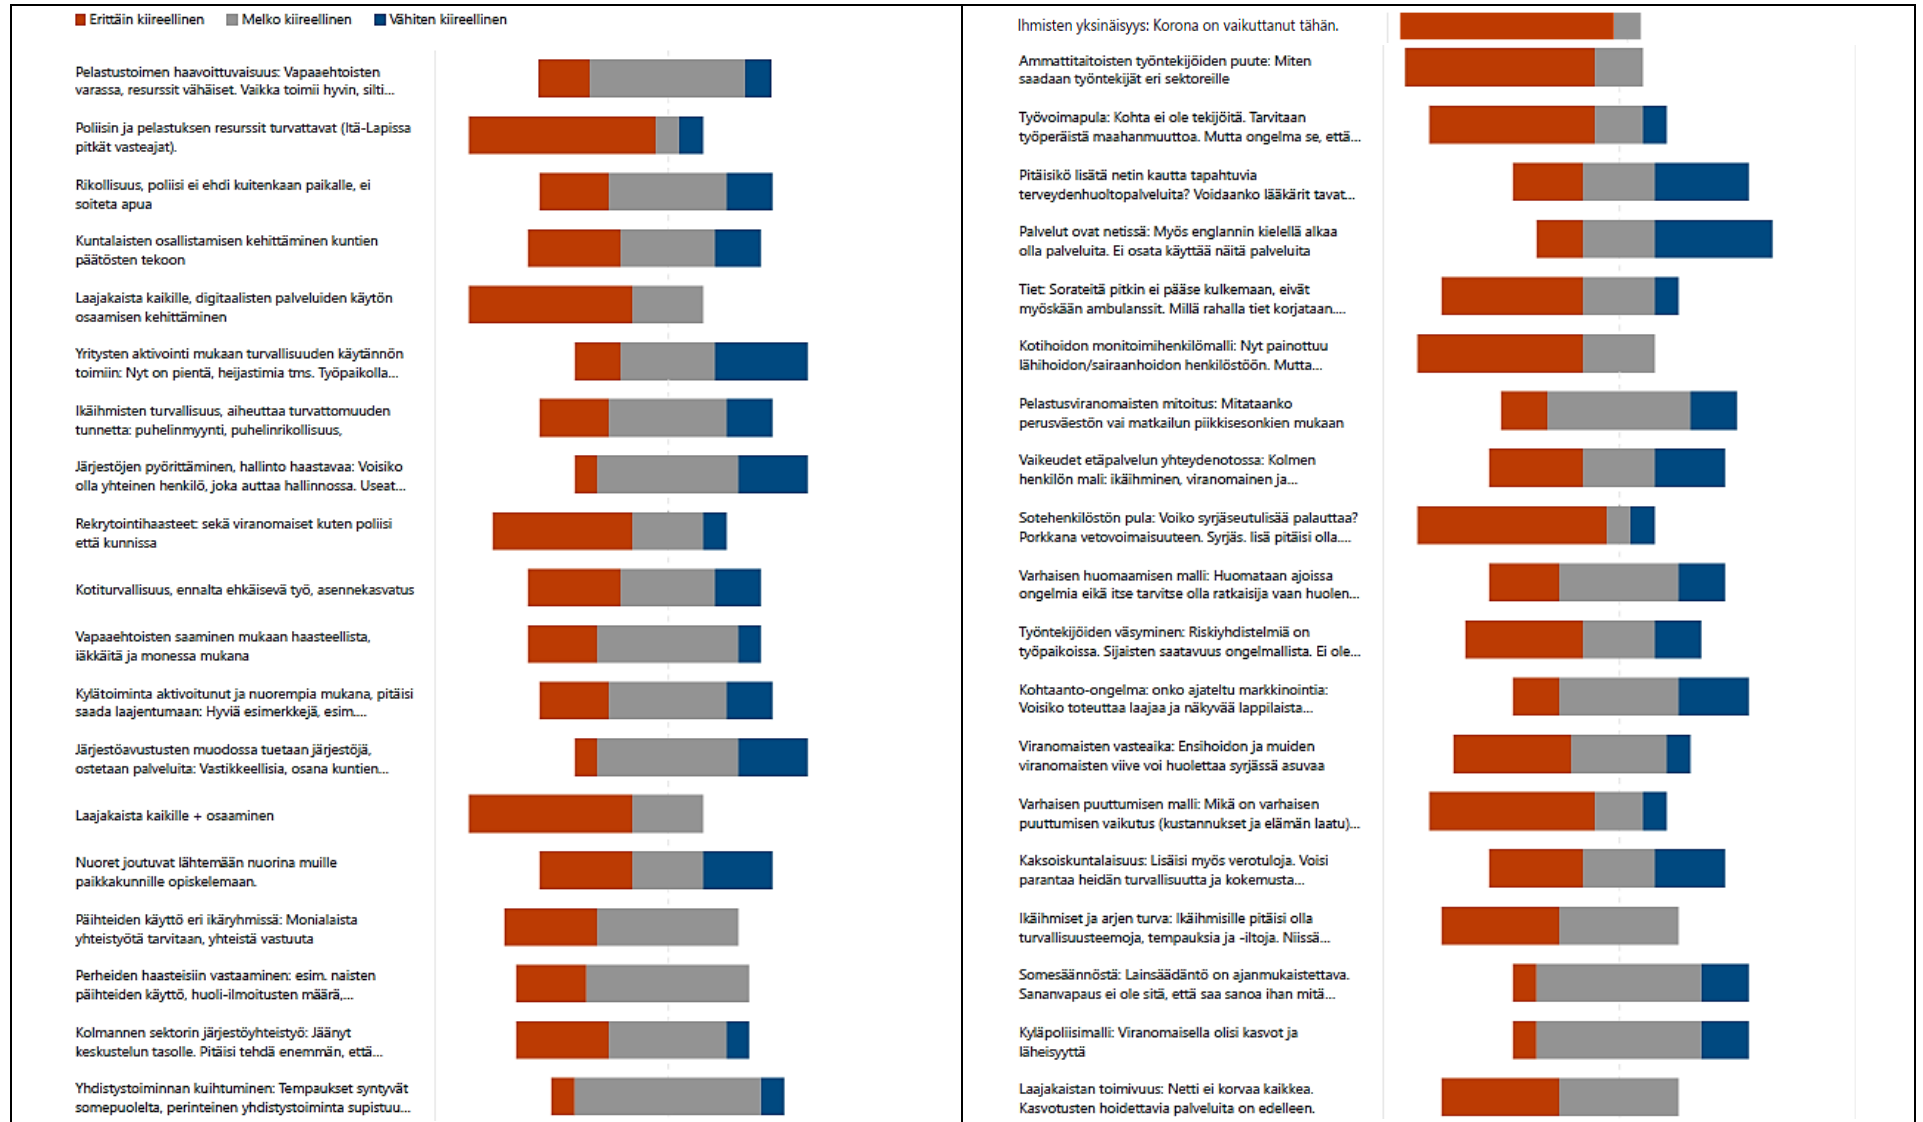 Erittäin kiireellinen Melko kiireellinen Vähiten kiireellinen
Pelastustoimen haavoittuvaisuus: Vapaaehtoisten
varassa, resurssit vähäiset. Vaikka toimii hyvin, silti...
Poliisin ja pelastuksen resurssit turvattavat (Itä-Lapissa
pitkät vasteajat).
Rikollisuus, poliisi ei ehdi kuitenkaan paikalle, ei
soiteta apua
Kuntalaisten osallistamisen kehittäminen kuntien
päätösten tekoon
Laajakaista kaikille, digitaalisten palveluiden käytön
osaamisen kehittäminen
Yritysten aktivointi mukaan turvallisuuden käytännön
toimiin: Nyt on pientä, heijastimia tms. Työpaikolla...
Ikäihmisten turvallisuus, aiheuttaa turvattomuuden
tunnetta: puhelinmyynti, puhelinrikollisuus,
Järjestöjen pyörittäminen, hallinto haastavaa: Voisiko
olla yhteinen henkilö, joka auttaa hallinnossa. Useat...
Rekrytointihaasteet: sekä viranomaiset kuten poliisi
että kunnissa
Kotiturvallisuus, ennalta ehkäisevä työ, asennekasvatus
Vapaaehtoisten saaminen mukaan haasteellista,
iäkkäitä ja monessa mukana
Kylätoiminta aktivoitunut ja nuorempia mukana, pitäisi
saada laajentumaan: Hyviä esimerkkejä, esim....
Järjestöavustusten muodossa tuetaan järjestöjä,
ostetaan palveluita: Vastikkeellisia, osana kuntien...
Laajakaista kaikille + osaaminen
Nuoret joutuvat lähtemään nuorina muille
paikkakunnille opiskelemaan.
Päihteiden käyttö eri ikäryhmissä: Monialaista
yhteistyötä tarvitaan, yhteistä vastuuta
Perheiden haasteisiin vastaaminen: esim. naisten
päihteiden käyttö, huoli-ilmoitusten määrä,...
Kolmannen sektorin järjestöyhteistyö: Jäänyt
keskustelun tasolle. Pitäisi tehdä enemmän, että...
Yhdistystoiminnan kuihtuminen: Tempaukset syntyvät
somepuolelta, perinteinen yhdistystoiminta supistuu...
Ihmisten yksinäisyys: Korona on vaikuttanut tähän.
Ammattitaitoisten työntekijöiden puute: Miten
saadaan työntekijät eri sektoreille
Työvoimapula: Kohta ei ole tekijöitä. Tarvitaan
työperäistä maahanmuuttoa. Mutta ongelma se, että...
Pitäisikö lisätä netin kautta tapahtuvia
terveydenhuoltopalveluita? Voidaanko lääkärit tavat...
Palvelut ovat netissä: Myös englannin kielellä alkaa
olla palveluita. Ei osata käyttää näitä palveluita
Tiet: Sorateitä pitkin ei pääse kulkemaan, eivät
myöskään ambulanssit. Millä rahalla tiet korjataan....
Kotihoidon monitoimihenkilömalli: Nyt painottuu
lähihoidon/sairaanhoidon henkilöstöön. Mutta...
Pelastusviranomaisten mitoitus: Mitataanko
perusväestön vai matkailun piikkisesonkien mukaan
Vaikeudet etäpalvelun yhteydenotossa: Kolmen
henkilön mali: ikäihminen, viranomainen ja...
Sotehenkilöstön pula: Voiko syrjäseutulisää palauttaa?
Porkkana vetovoimaisuuteen. Syrjäs. lisä pitäisi olla....
Varhaisen huomaamisen malli: Huomataan ajoissa
ongelmia eikä itse tarvitse olla ratkaisija vaan huolen...
Työntekijöiden väsyminen: Riskiyhdistelmiä on
työpaikoissa. Sijaisten saatavuus ongelmallista. Ei ole...
Kohtaanto-ongelma: onko ajateltu markkinointia:
Voisiko toteuttaa laajaa ja näkyvää lappilaista...
Viranomaisten vasteaika: Ensihoidon ja muiden
viranomaisten viive voi huolettaa syrjässä asuvaa
Varhaisen puuttumisen malli: Mikä on varhaisen
puuttumisen vaikutus (kustannukset ja elämän laatu)...
Kaksoiskuntalaisuus: Lisäisi myös verotuloja. Voisi
parantaa heidän turvallisuutta ja kokemusta...
Ikäihmiset ja arjen turva: Ikäihmisille pitäisi olla
turvallisuusteemoja, tempauksia ja -iltoja. Niissä...
Somesäännöstä: Lainsäädäntö on ajanmukaistettava.
Sananvapaus ei ole sitä, että saa sanoa ihan mitä...
Kyläpoliisimalli: Viranomaisella olisi kasvot ja
läheisyyttä
Laajakaistan toimivuus: Netti ei korvaa kaikkea.
Kasvotusten hoidettavia palveluita on edelleen.